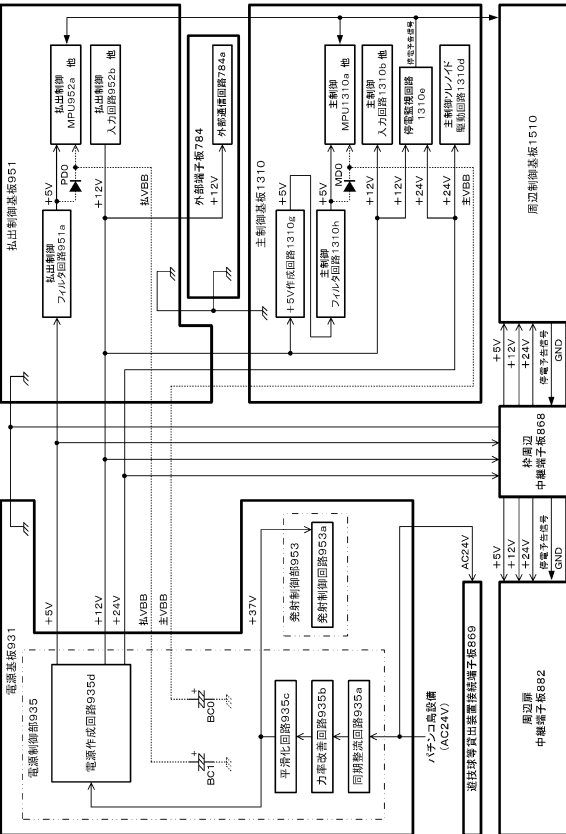 払出制御基板951
払出制御
MPU952a 他
払出制御
入力回路952b 他
PD0
+5V
+12V
払VBB
払出制御
フィルタ回路951a
外部端子板784
外部通信回路784a
+12V
主制御基板1310
主制御
MPU1310a 他
主制御
入力回路1310b 他
停電予告信号
停電監視回路
1310e
主制御ソレノイド
駆動回路1310d
+5V
+5V
MD0
+12V
+12V
+24V
+24V
主VBB
+5V作成回路1310g
主制御
フィルタ回路1310h
周辺制御基板1510
+5V
+12V
+24V
停電予告信号
GND
枠周辺
中継端子板868
+5V
+12V
+24V
停電予告信号
GND
周辺扉
中継端子板882
電源基板931
+5V
+12V
+24V
払VBB
主VBB
+37V
電源制御部935
電源作成回路935d
BC0
BC1
+
+
発射制御部953
発射制御回路953a
平滑化回路935c
力率改善回路935b
同期整流回路935a
パチンコ島設備
(AC24V)
AC24V
遊技球等貸出装置接続端子板869